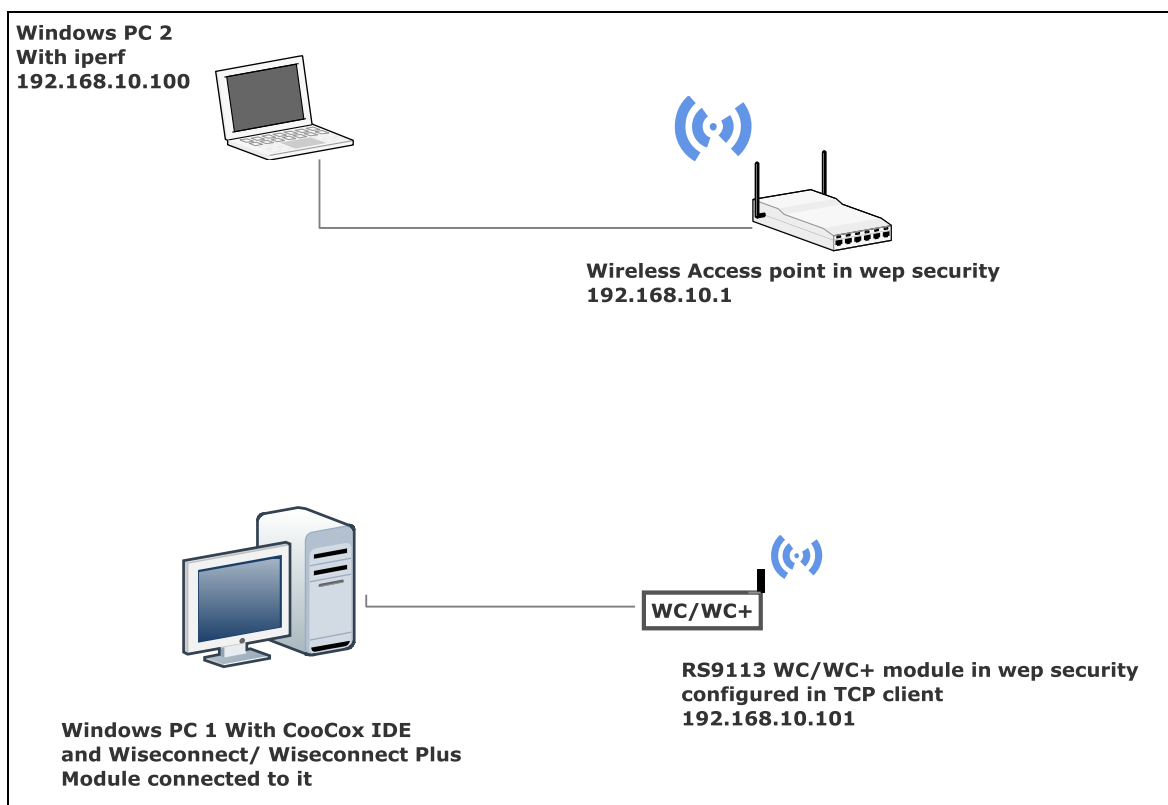 Windows PC 2
With iperf
192.168.10.100
Wireless Access point in wep security
192.168.10.1
WC/WC+
RS9113 WC/WC+ module in wep security
configured in TCP client
192.168.10.101
Windows PC 1 With CooCox IDE
and Wiseconnect/ Wiseconnect Plus
Module connected to it